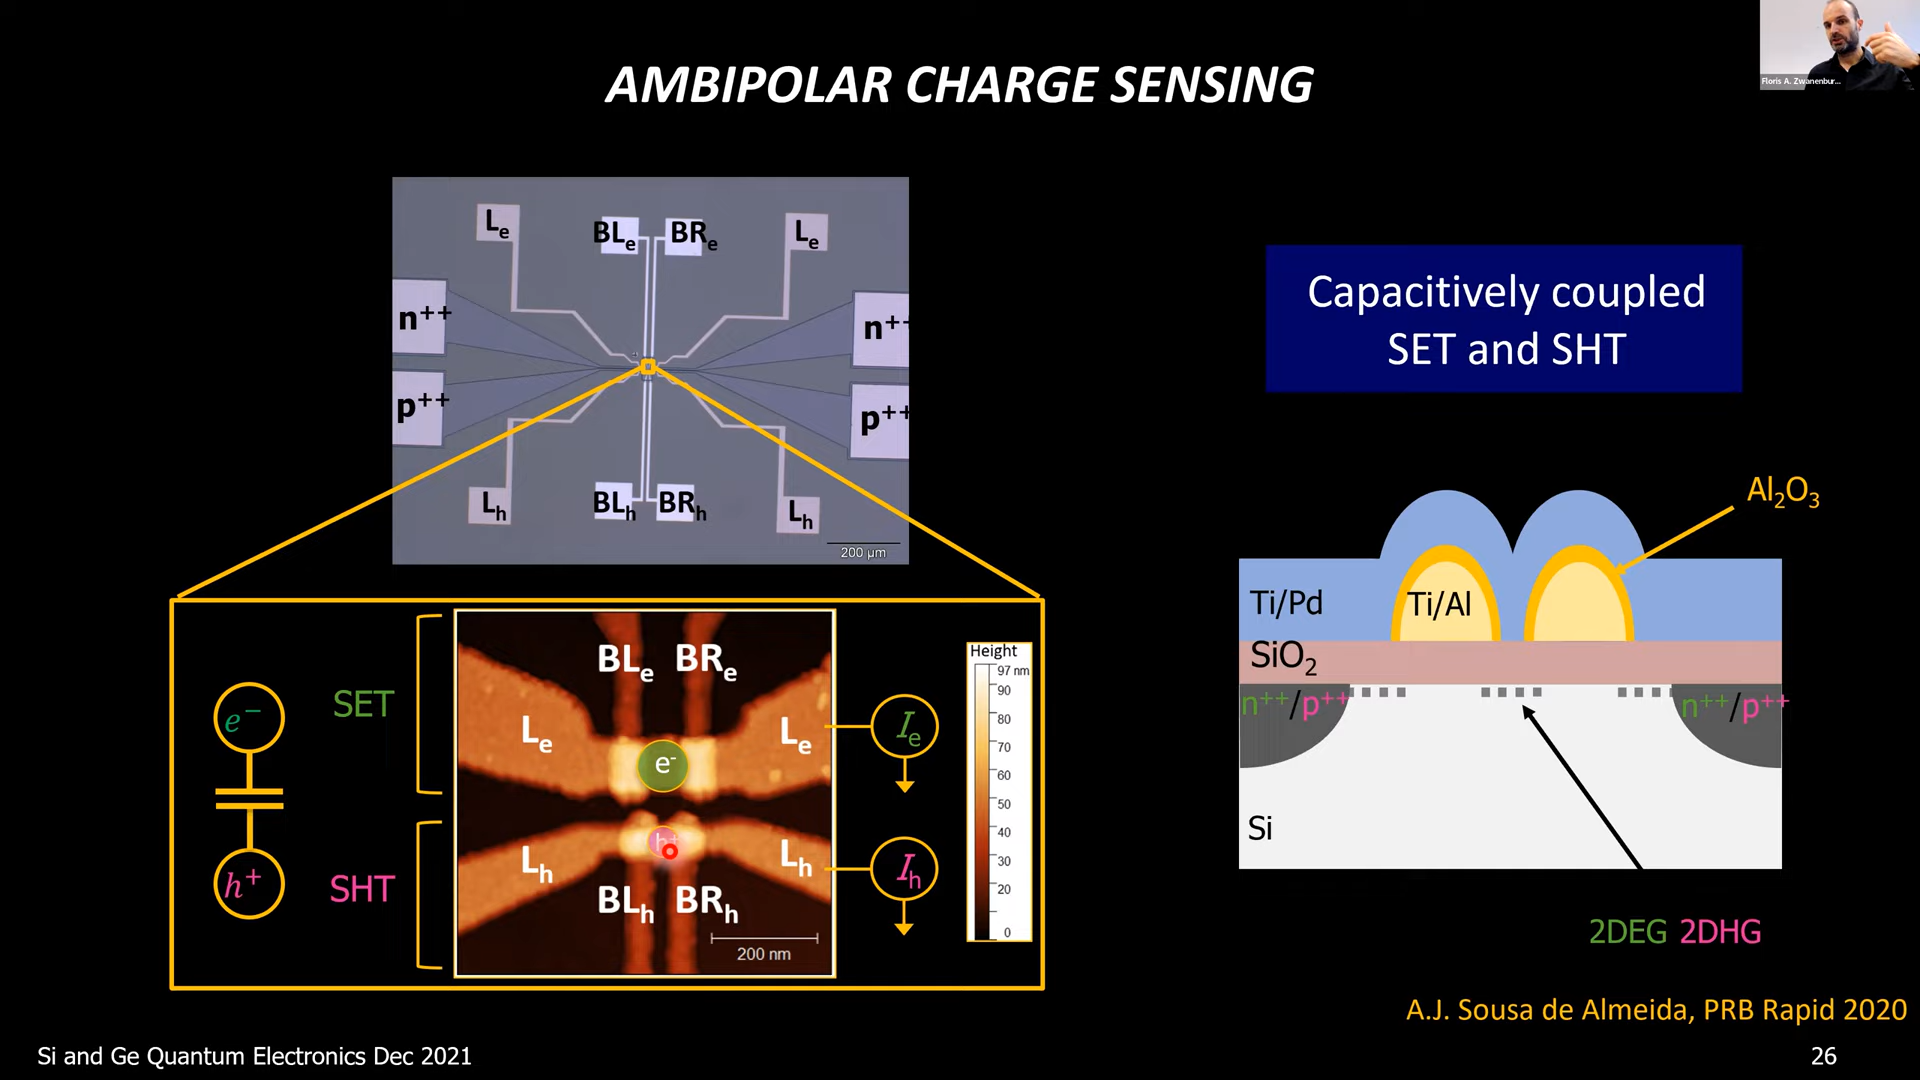 Floris A. Zwanenbur...
AMBIPOLAR CHARGE SENSING
Lₑ BLₑ BRₑ Lₑ
n⁺⁺ n⁺⁺
p⁺⁺ p⁺⁺
Lₕ BLₕ BRₕ Lₕ
200 µm
Capacitively coupled
SET and SHT
Al₂O₃
Ti/Pd Ti/Al
SiO₂
n⁺⁺/p⁺⁺ n⁺⁺/p⁺⁺
Si
2DEG 2DHG
BLₑ BRₑ
e⁻ SET Lₑ Lₑ Iₑ
e⁻
h⁺ SHT Lₕ h⁺ Lₕ Iₕ
BLₕ BRₕ
200 nm
Height
97 nm
90
80
70
60
50
40
30
20
10
0
A.J. Sousa de Almeida, PRB Rapid 2020
Si and Ge Quantum Electronics Dec 2021
26